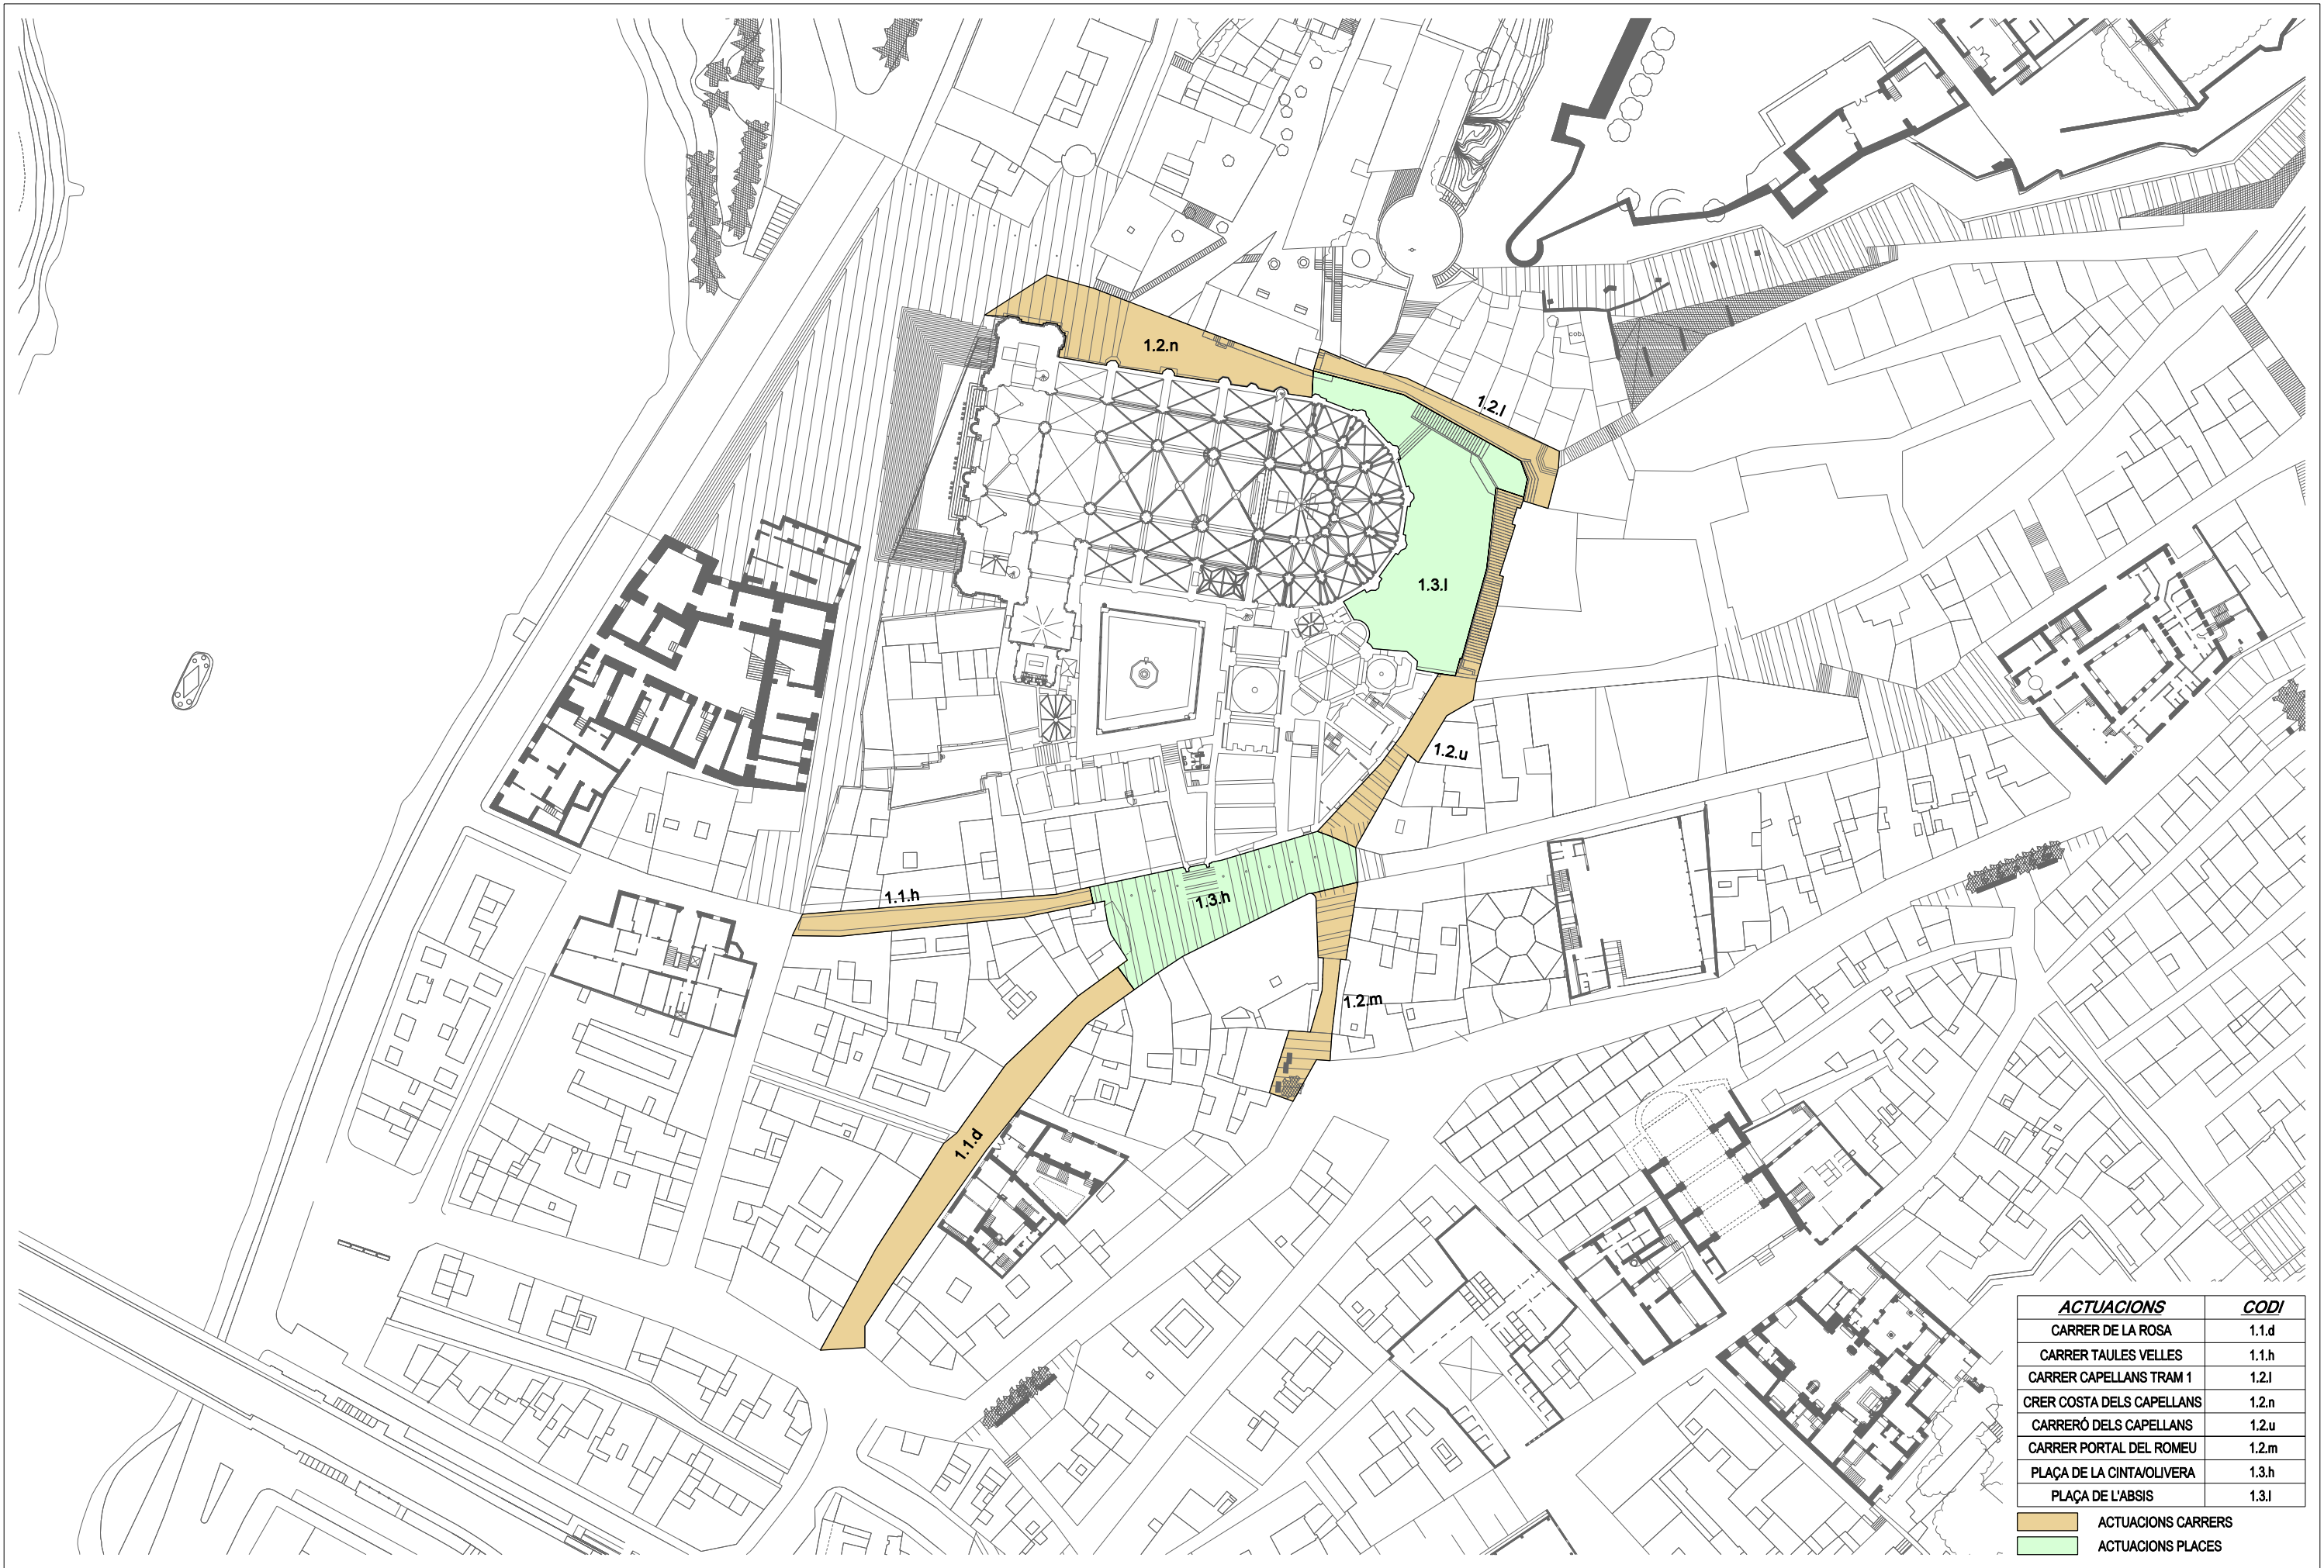 1.2.n
1.2.l
cob.
1.3.l
1.2.u
1.1.h
1.3.h
1.2.m
1.1.d
ACTUACIONS CODI
CARRER DE LA ROSA 1.1.d
CARRER TAULES VELLES 1.1.h
CARRER CAPELLANS TRAM 1 1.2.l
CRER COSTA DELS CAPELLANS 1.2.n
CARRERÓ DELS CAPELLANS 1.2.u
CARRER PORTAL DEL ROMEU 1.2.m
PLAÇA DE LA CINTA/OLIVERA 1.3.h
PLAÇA DE L'ABSIS 1.3.l
ACTUACIONS CARRERS
ACTUACIONS PLACES